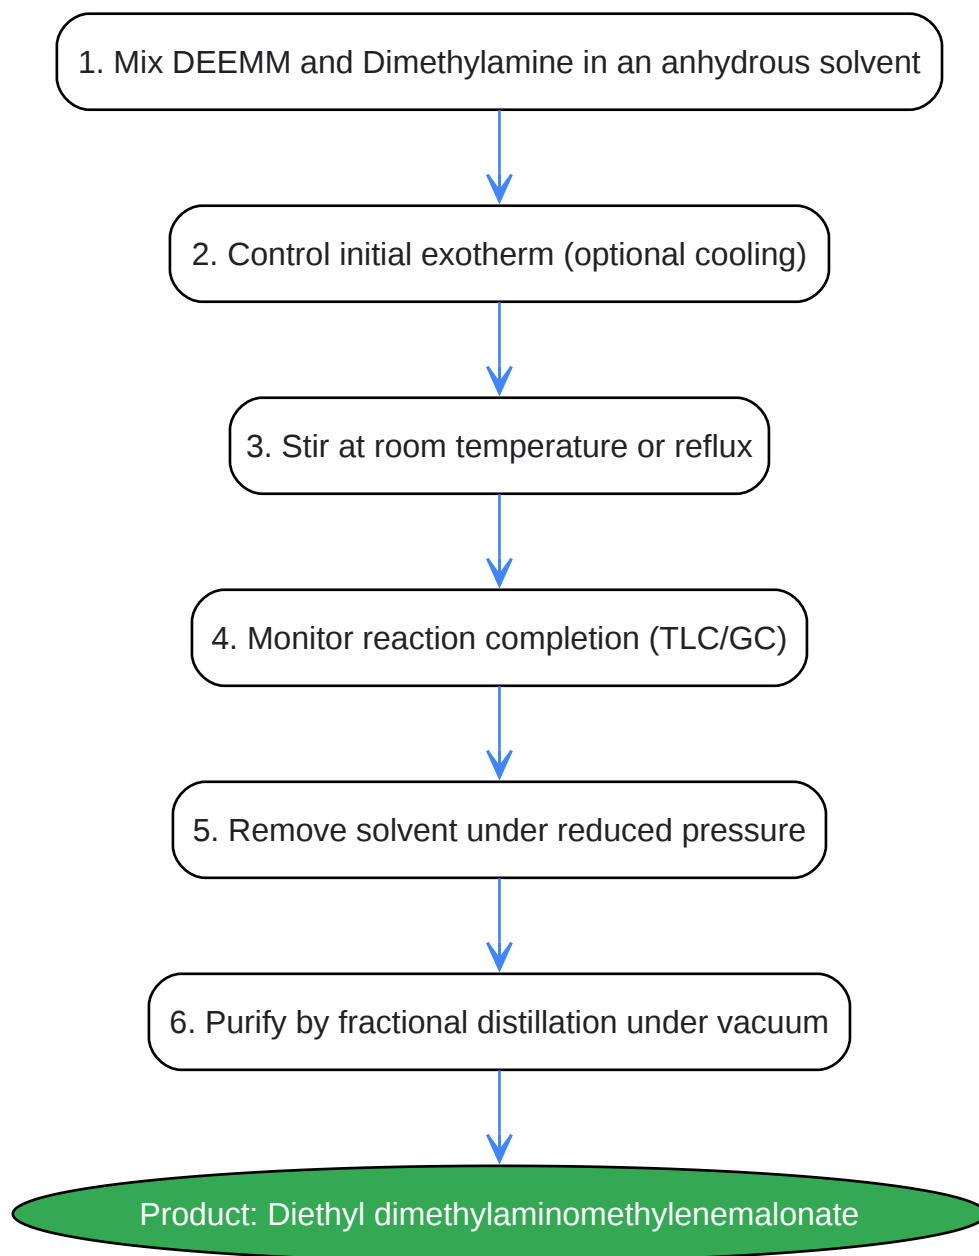 1. Mix DEEMM and Dimethylamine in an anhydrous solvent
2. Control initial exotherm (optional cooling)
3. Stir at room temperature or reflux
4. Monitor reaction completion (TLC/GC)
5. Remove solvent under reduced pressure
6. Purify by fractional distillation under vacuum
Product: Diethyl dimethylaminomethylenemalonate